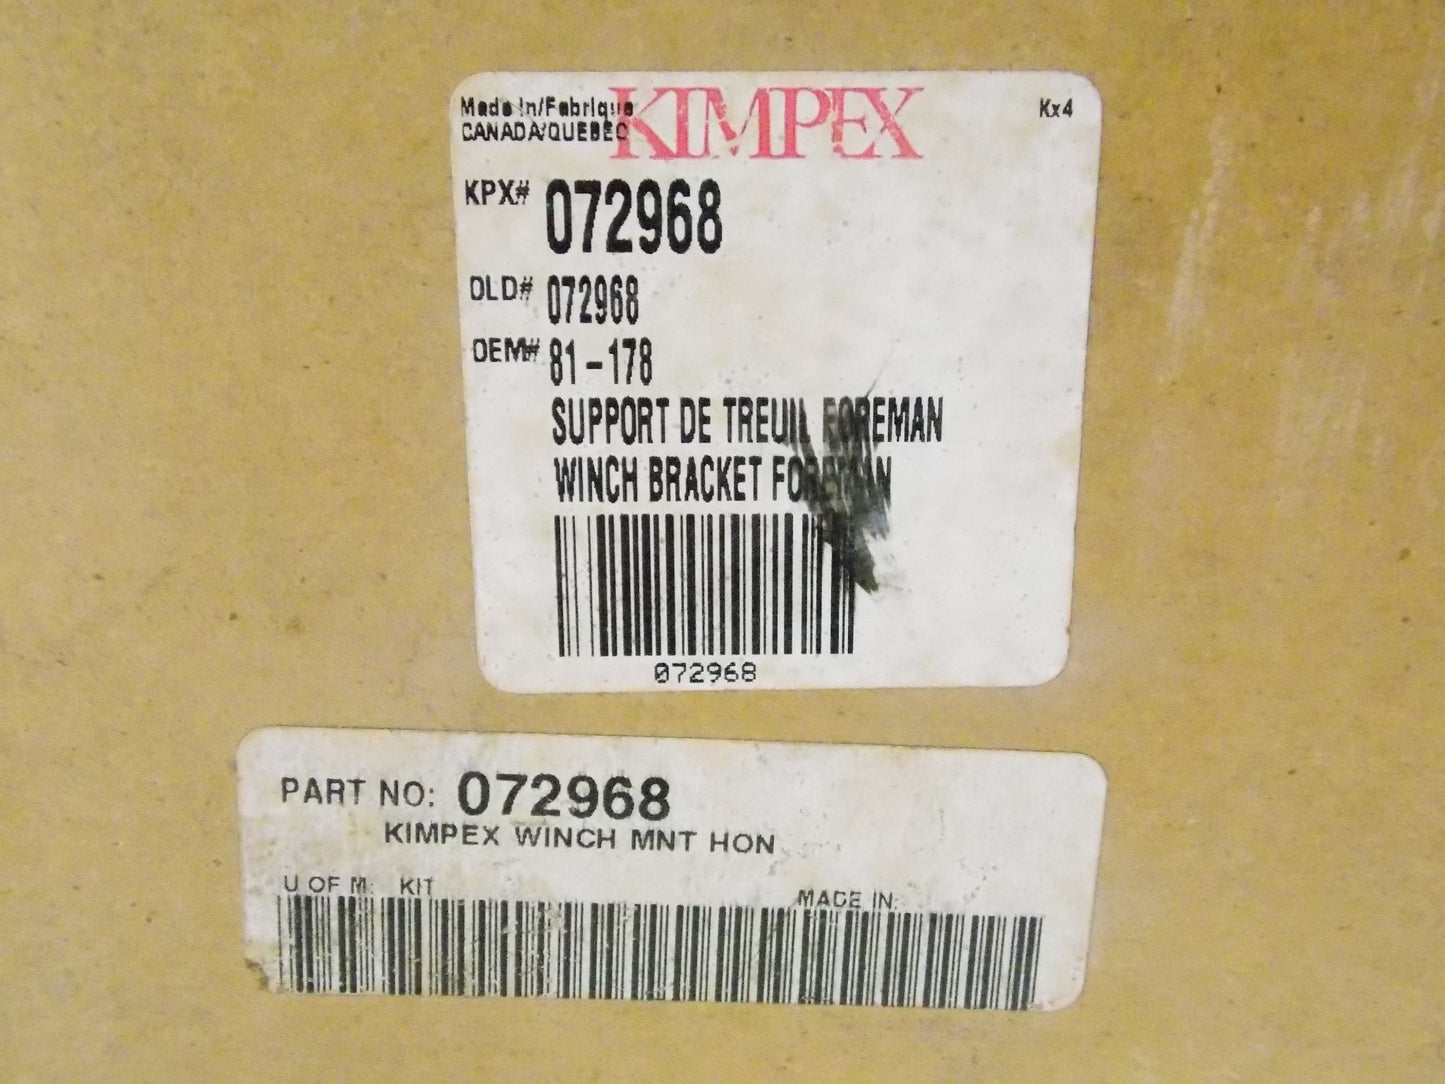 Made in/Fabrique KIMPEX Kx4
CANADA/QUEBEC
KPX# 072968
OLD# 072968
OEM# 81-178
SUPPORT DE TREUIL FOREMAN
WINCH BRACKET FOREMAN
072968
PART NO: 072968
KIMPEX WINCH MNT HON
U OF M: KIT
MADE IN: